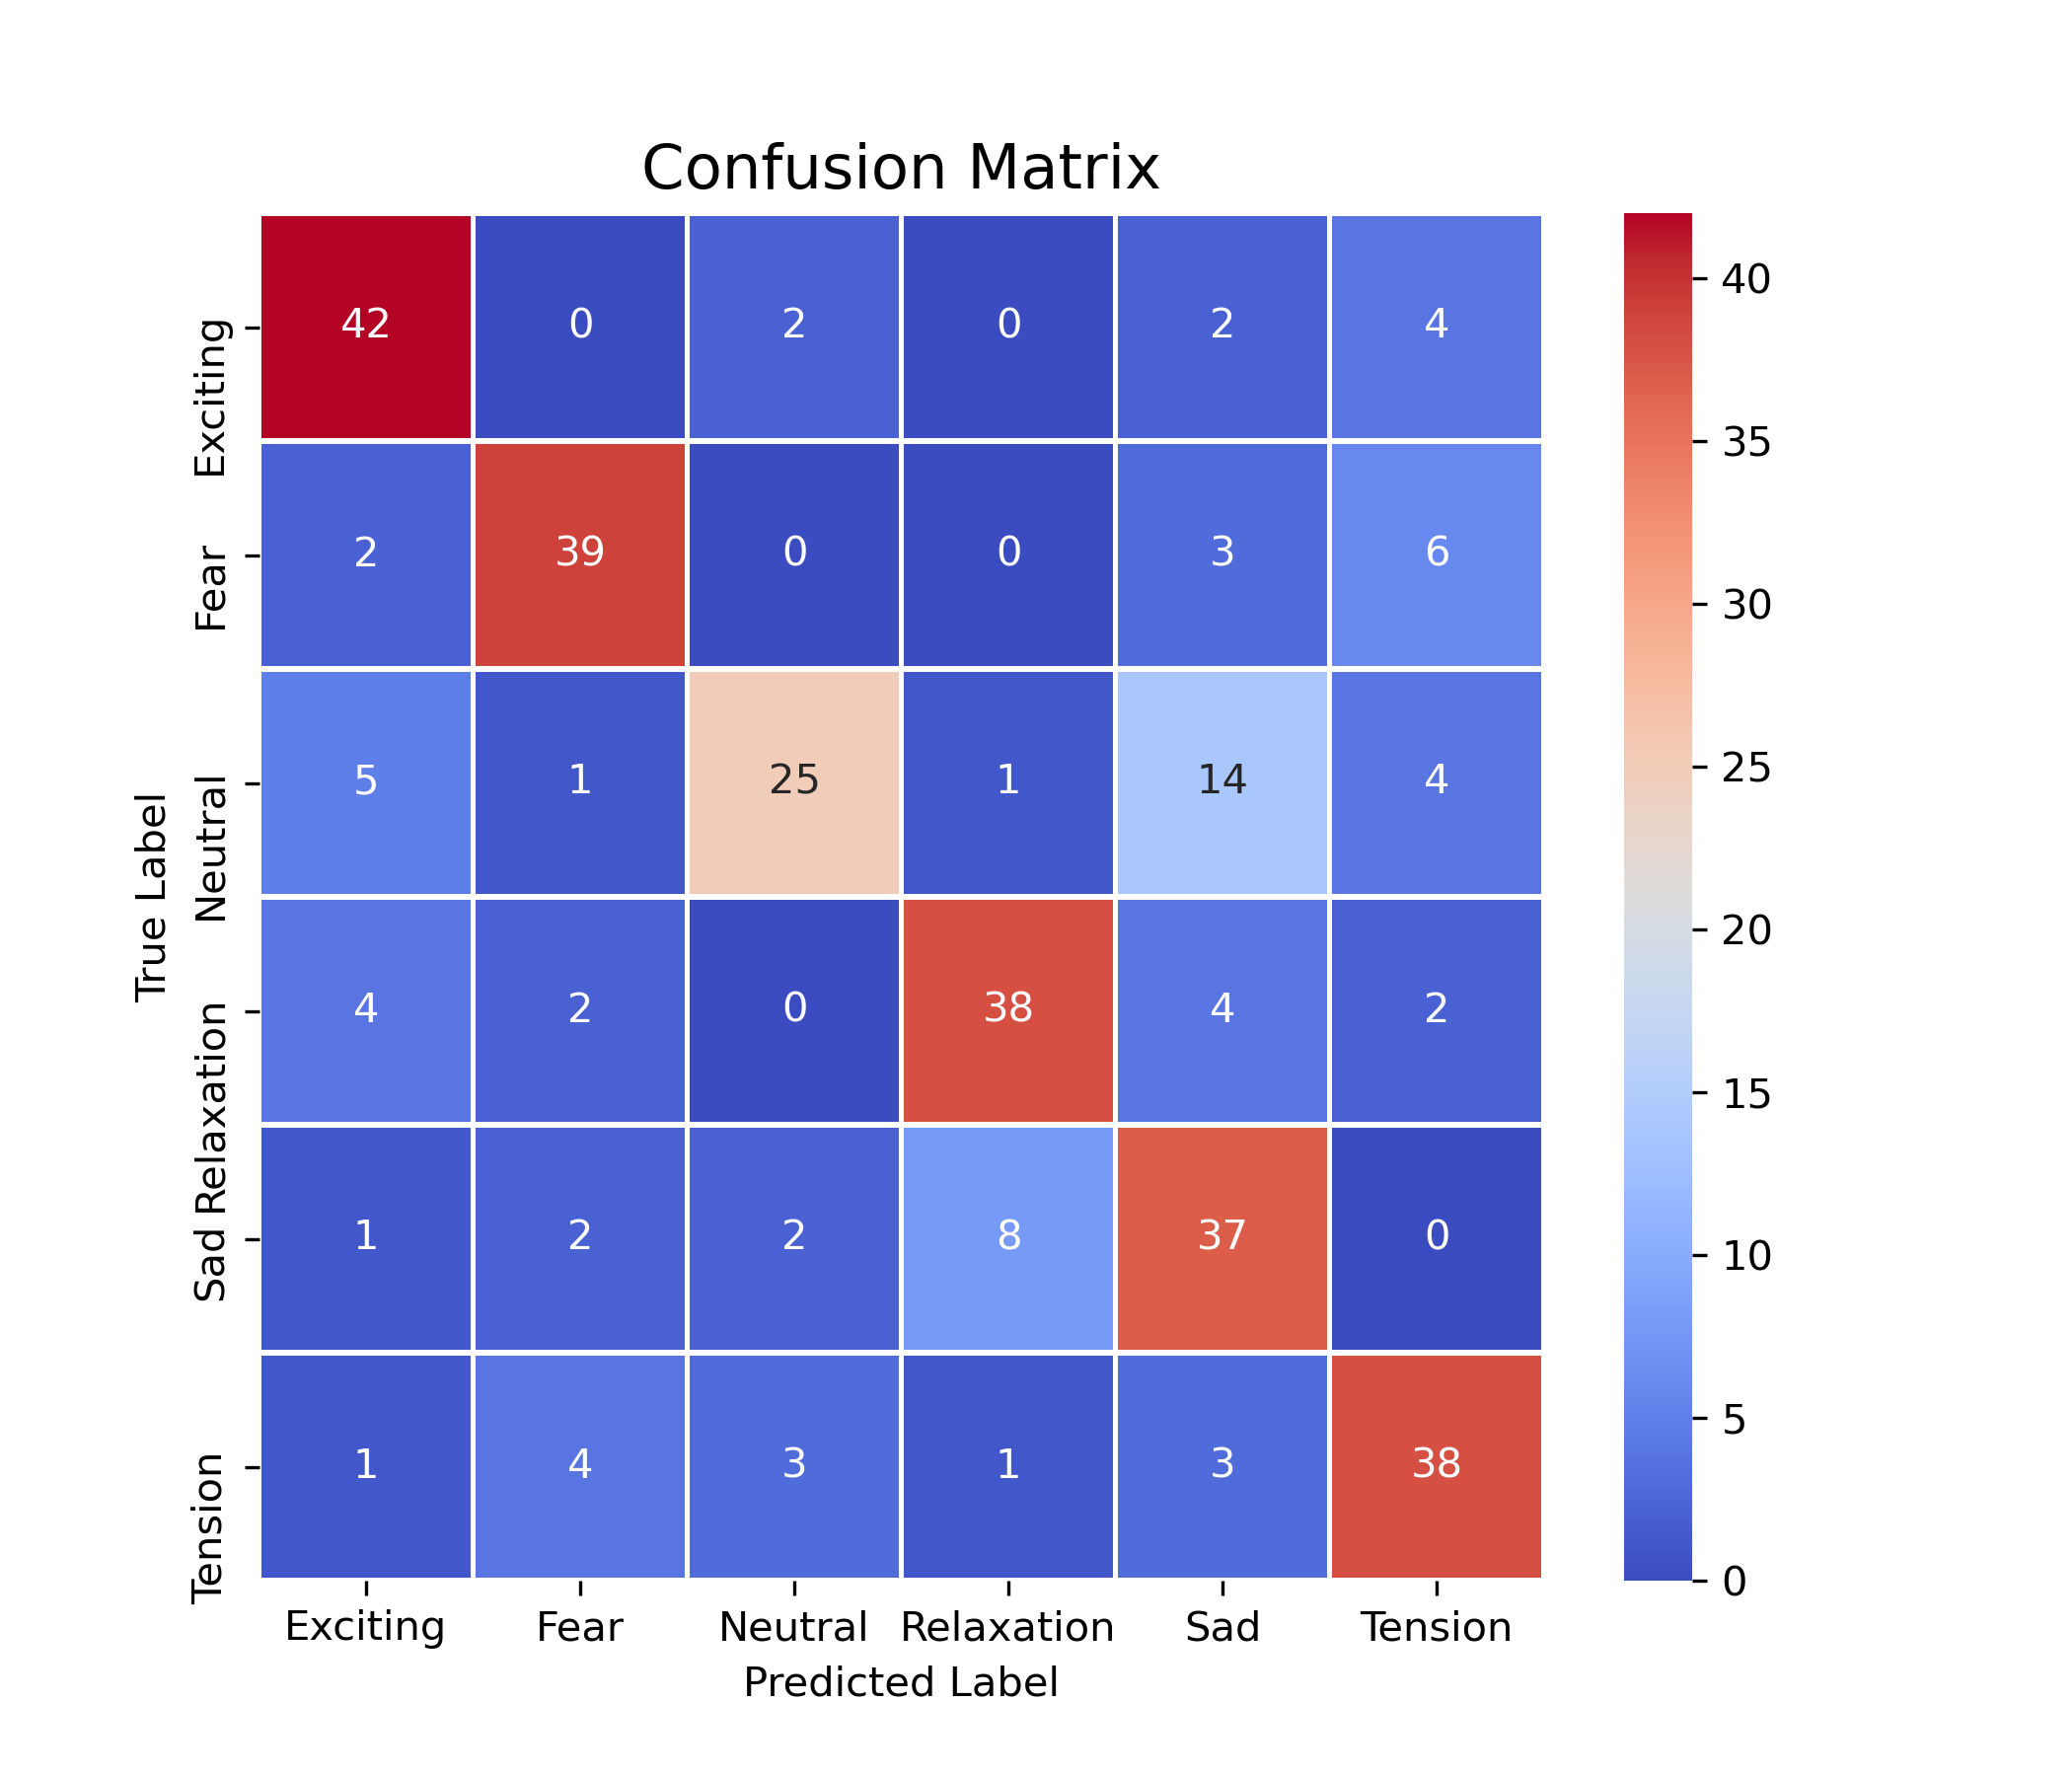 Confusion Matrix
True Label
Exciting
42 0 2 0 2 4
Fear
2 39 0 0 3 6
Neutral
5 1 25 1 14 4
Relaxation
4 2 0 38 4 2
Sad
1 2 2 8 37 0
Tension
1 4 3 1 3 38
Exciting Fear Neutral Relaxation Sad Tension
Predicted Label
40
35
30
25
20
15
10
5
0